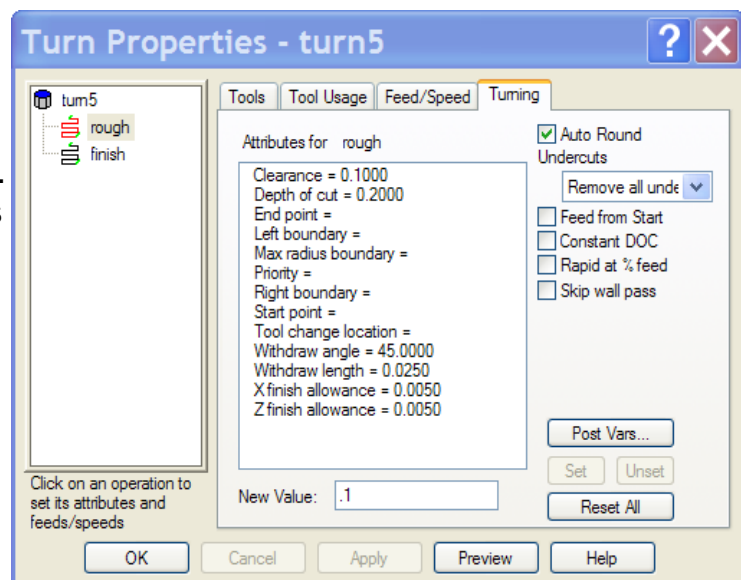 Turn Properties - turn5
turn5
rough
finish
Click on an operation to
set its attributes and
feeds/speeds
Tools
Tool Usage
Feed/Speed
Turning
Attributes for rough
Clearance = 0.1000
Depth of cut = 0.2000
End point =
Left boundary =
Max radius boundary =
Priority =
Right boundary =
Start point =
Tool change location =
Withdraw angle = 45.0000
Withdraw length = 0.0250
X finish allowance = 0.0050
Z finish allowance = 0.0050
New Value: .1
Auto Round
Undercuts
Remove all unde
Feed from Start
Constant DOC
Rapid at % feed
Skip wall pass
Post Vars...
Set
Unset
Reset All
OK
Cancel
Apply
Preview
Help